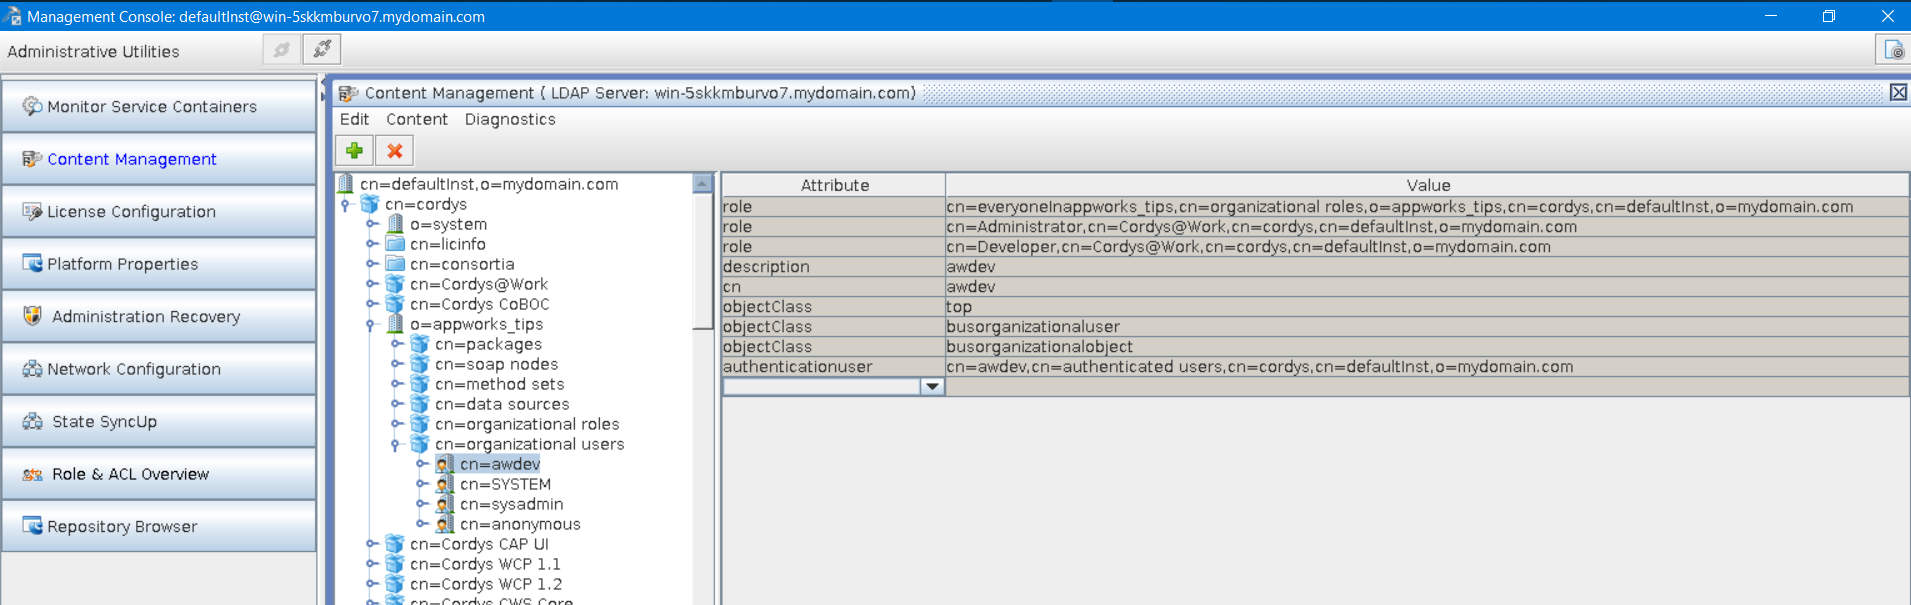 Management Console: defaultInst@win-5skkmburvo7.mydomain.com
Administrative Utilities
Monitor Service Containers
Content Management
License Configuration
Platform Properties
Administration Recovery
Network Configuration
State SyncUp
Role & ACL Overview
Repository Browser
Content Management ( LDAP Server: win-5skkmburvo7.mydomain.com)
Edit Content Diagnostics
cn=defaultInst,o=mydomain.com
cn=cordys
o=system
cn=licinfo
cn=consortia
cn=Cordys@Work
cn=Cordys CoBOC
o=appworks_tips
cn=packages
cn=soap nodes
cn=method sets
cn=data sources
cn=organizational roles
cn=organizational users
cn=awdev
cn=SYSTEM
cn=sysadmin
cn=anonymous
cn=Cordys CAP UI
cn=Cordys WCP 1.1
cn=Cordys WCP 1.2
cn=Cordys CWS Core
Attribute Value
role cn=everyoneInappworks_tips,cn=organizational roles,o=appworks_tips,cn=cordys,cn=defaultInst,o=mydomain.com
role cn=Administrator,cn=Cordys@Work,cn=cordys,cn=defaultInst,o=mydomain.com
role cn=Developer,cn=Cordys@Work,cn=cordys,cn=defaultInst,o=mydomain.com
description awdev
cn awdev
objectClass top
objectClass busorganizationaluser
objectClass busorganizationalobject
authenticationuser cn=awdev,cn=authenticated users,cn=cordys,cn=defaultInst,o=mydomain.com